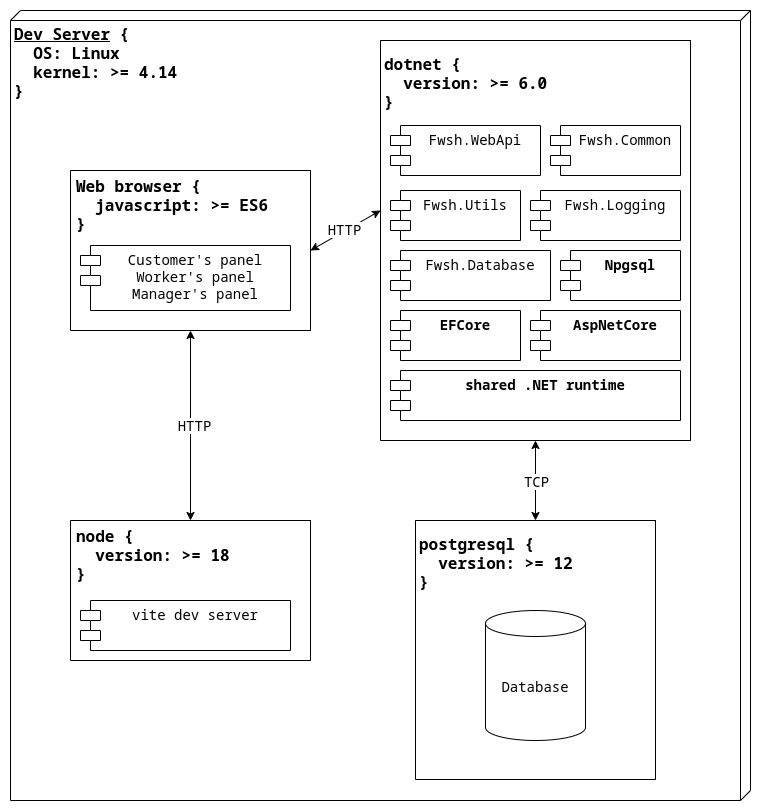 Dev Server {
  OS: Linux
  kernel: >= 4.14
}
dotnet {
  version: >= 6.0
}
Fwsh.WebApi
Fwsh.Common
Fwsh.Utils
Fwsh.Logging
Fwsh.Database
Npgsql
EFCore
AspNetCore
shared .NET runtime
Web browser {
  javascript: >= ES6
}
Customer's panel
Worker's panel
Manager's panel
HTTP
HTTP
TCP
node {
  version: >= 18
}
vite dev server
postgresql {
  version: >= 12
}
Database